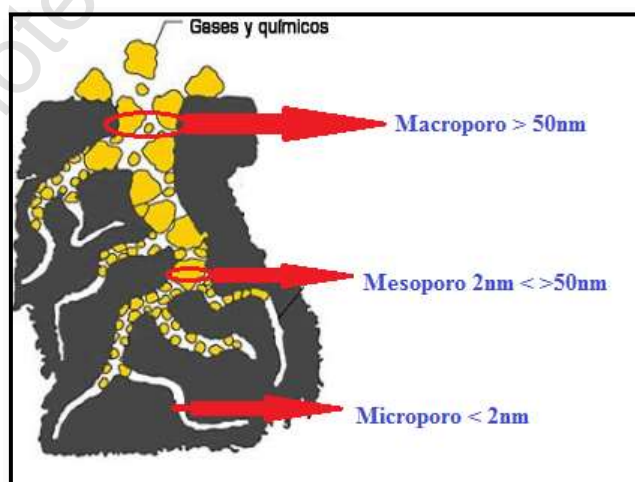 Gases y químicos
Macroporo > 50nm
Mesoporo 2nm < >50nm
Microporo < 2nm